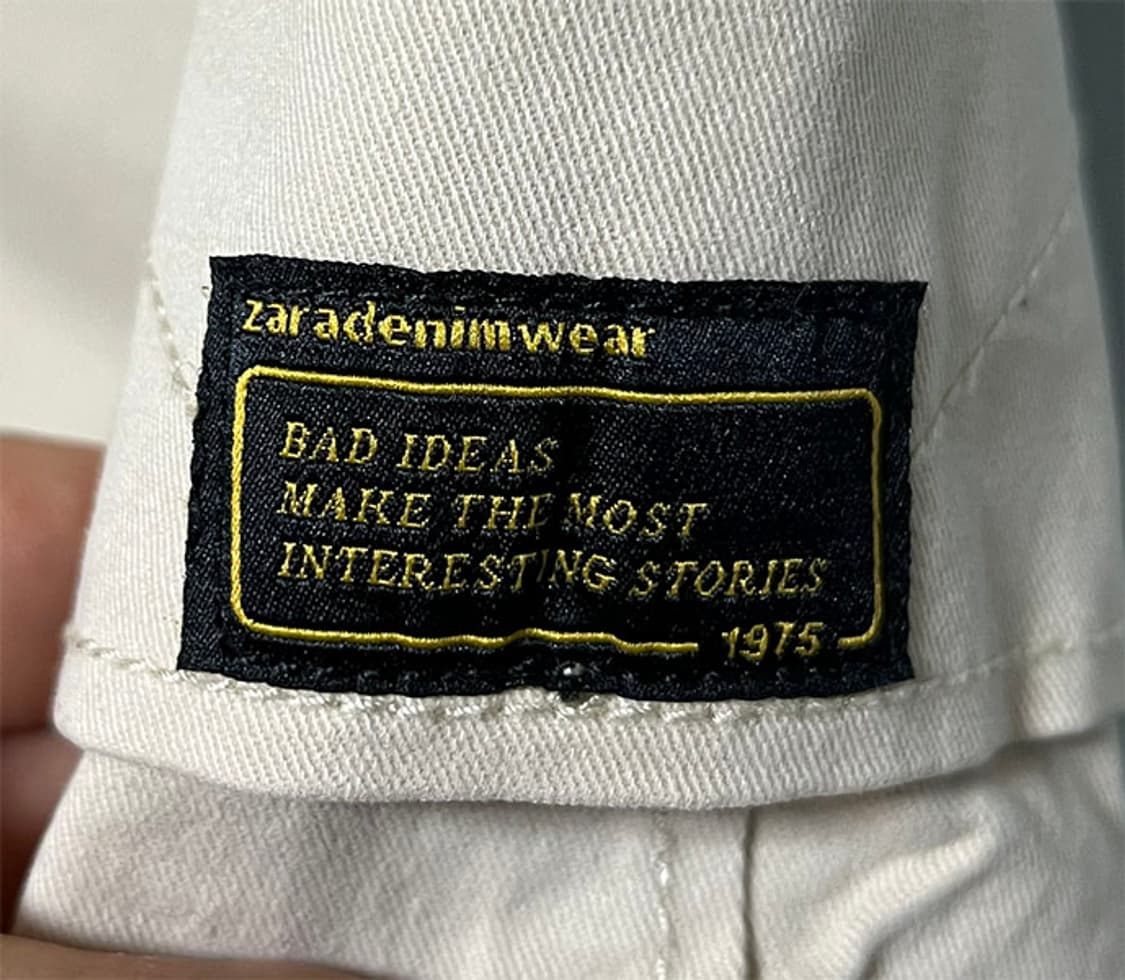 zaradenimwear
BAD IDEAS
MAKE THE MOST
INTERESTING STORIES
1975